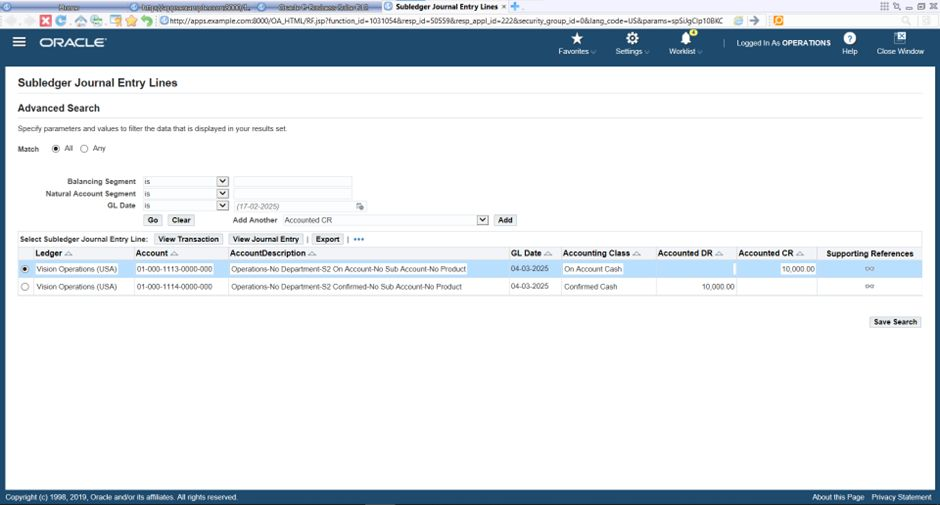 Subledger Journal Entry Lines
http://apps.example.com:8000/OA_HTML/RF.jsp?function_id=1031054&resp_id=50559&resp_appl_id=222&security_group_id=0&lang_code=US&params=
ORACLE
Favorites Settings Worklist Logged In As OPERATIONS Help Close Window
Subledger Journal Entry Lines
Advanced Search
Specify parameters and values to filter the data that is displayed in your results set.
Match All Any
Balancing Segment is
Natural Account Segment is
GL Date is (17-02-2025)
Go Clear Add Another Accounted CR Add
Select Subledger Journal Entry Line: View Transaction | View Journal Entry | Export | •••
Ledger Account AccountDescription GL Date Accounting Class Accounted DR Accounted CR Supporting References
Vision Operations (USA) 01-000-1113-0000-000 Operations-No Department-S2 On Account-No Sub Account-No Product 04-03-2025 On Account Cash 10,000.00
Vision Operations (USA) 01-000-1114-0000-000 Operations-No Department-S2 Confirmed-No Sub Account-No Product 04-03-2025 Confirmed Cash 10,000.00
Save Search
Copyright (c) 1998, 2019, Oracle and/or its affiliates. All rights reserved. About this Page Privacy Statement